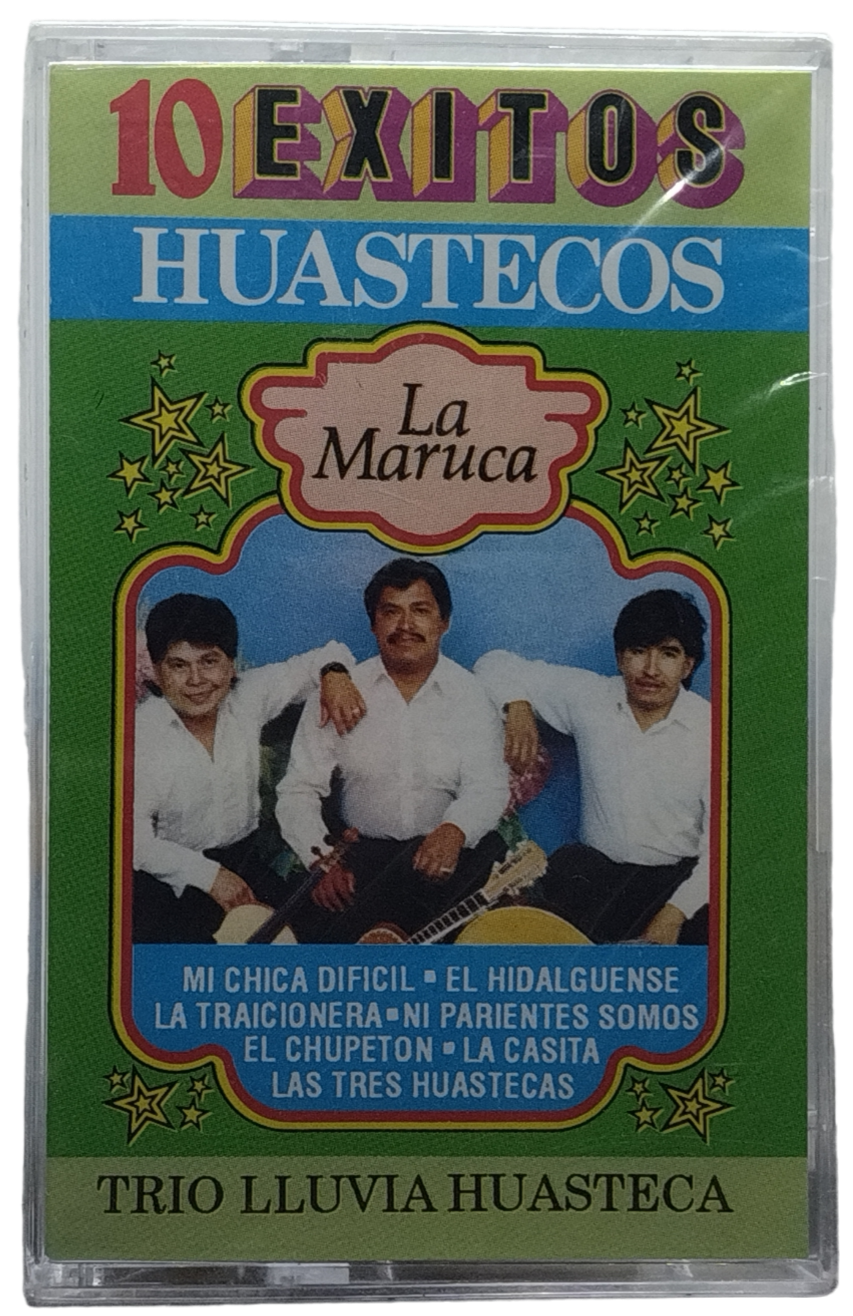 10 EXITOS
HUASTECOS
La
Maruca
MI CHICA DIFICIL ▪ EL HIDALGUENSE
LA TRAICIONERA ▪ NI PARIENTES SOMOS
EL CHUPETON ▪ LA CASITA
LAS TRES HUASTECAS
TRIO LLUVIA HUASTECA